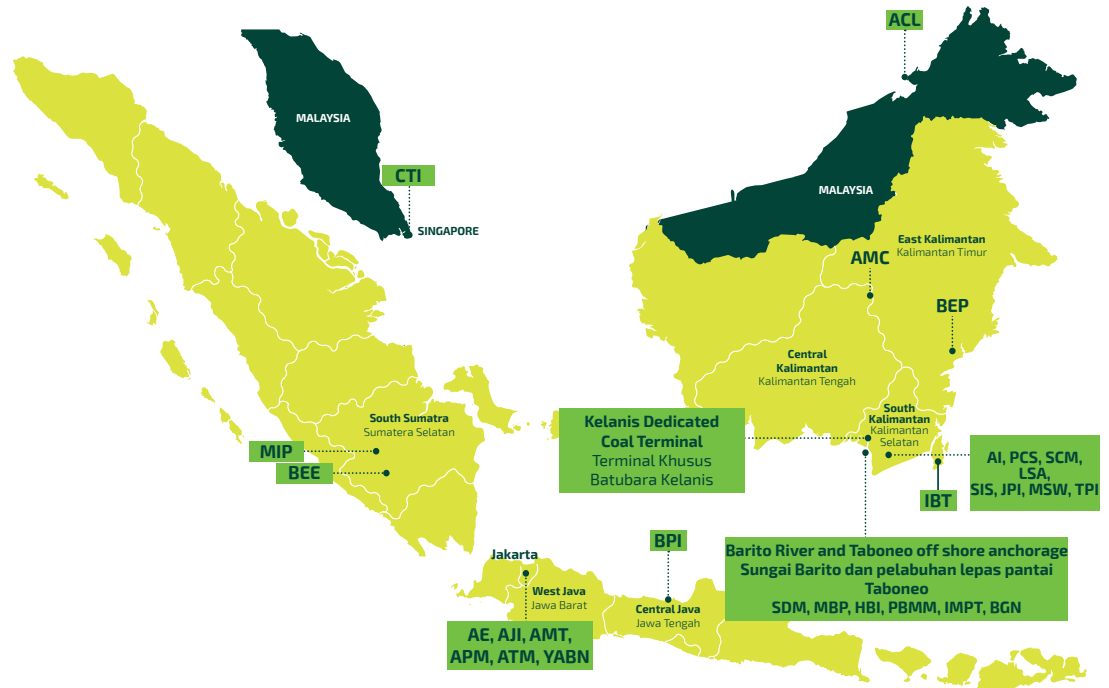 ACL
MALAYSIA
CTI
SINGAPORE
MALAYSIA
East Kalimantan
Kalimantan Timur
AMC
BEP
Central
Kalimantan
Kalimantan Tengah
South
Kalimantan
Kalimantan
Selatan
South Sumatra
Sumatera Selatan
MIP
BEE
Kelanis Dedicated
Coal Terminal
Terminal Khusus
Batubara Kelanis
AI, PCS, SCM,
LSA,
SIS, JPI, MSW, TPI
IBT
BPI
Barito River and Taboneo off shore anchorage
Sungai Barito dan pelabuhan lepas pantai
Taboneo
SDM, MBP, HBI, PBMM, IMPT, BGN
Jakarta
West Java
Jawa Barat
Central Java
Jawa Tengah
AE, AJI, AMT,
APM, ATM, YABN